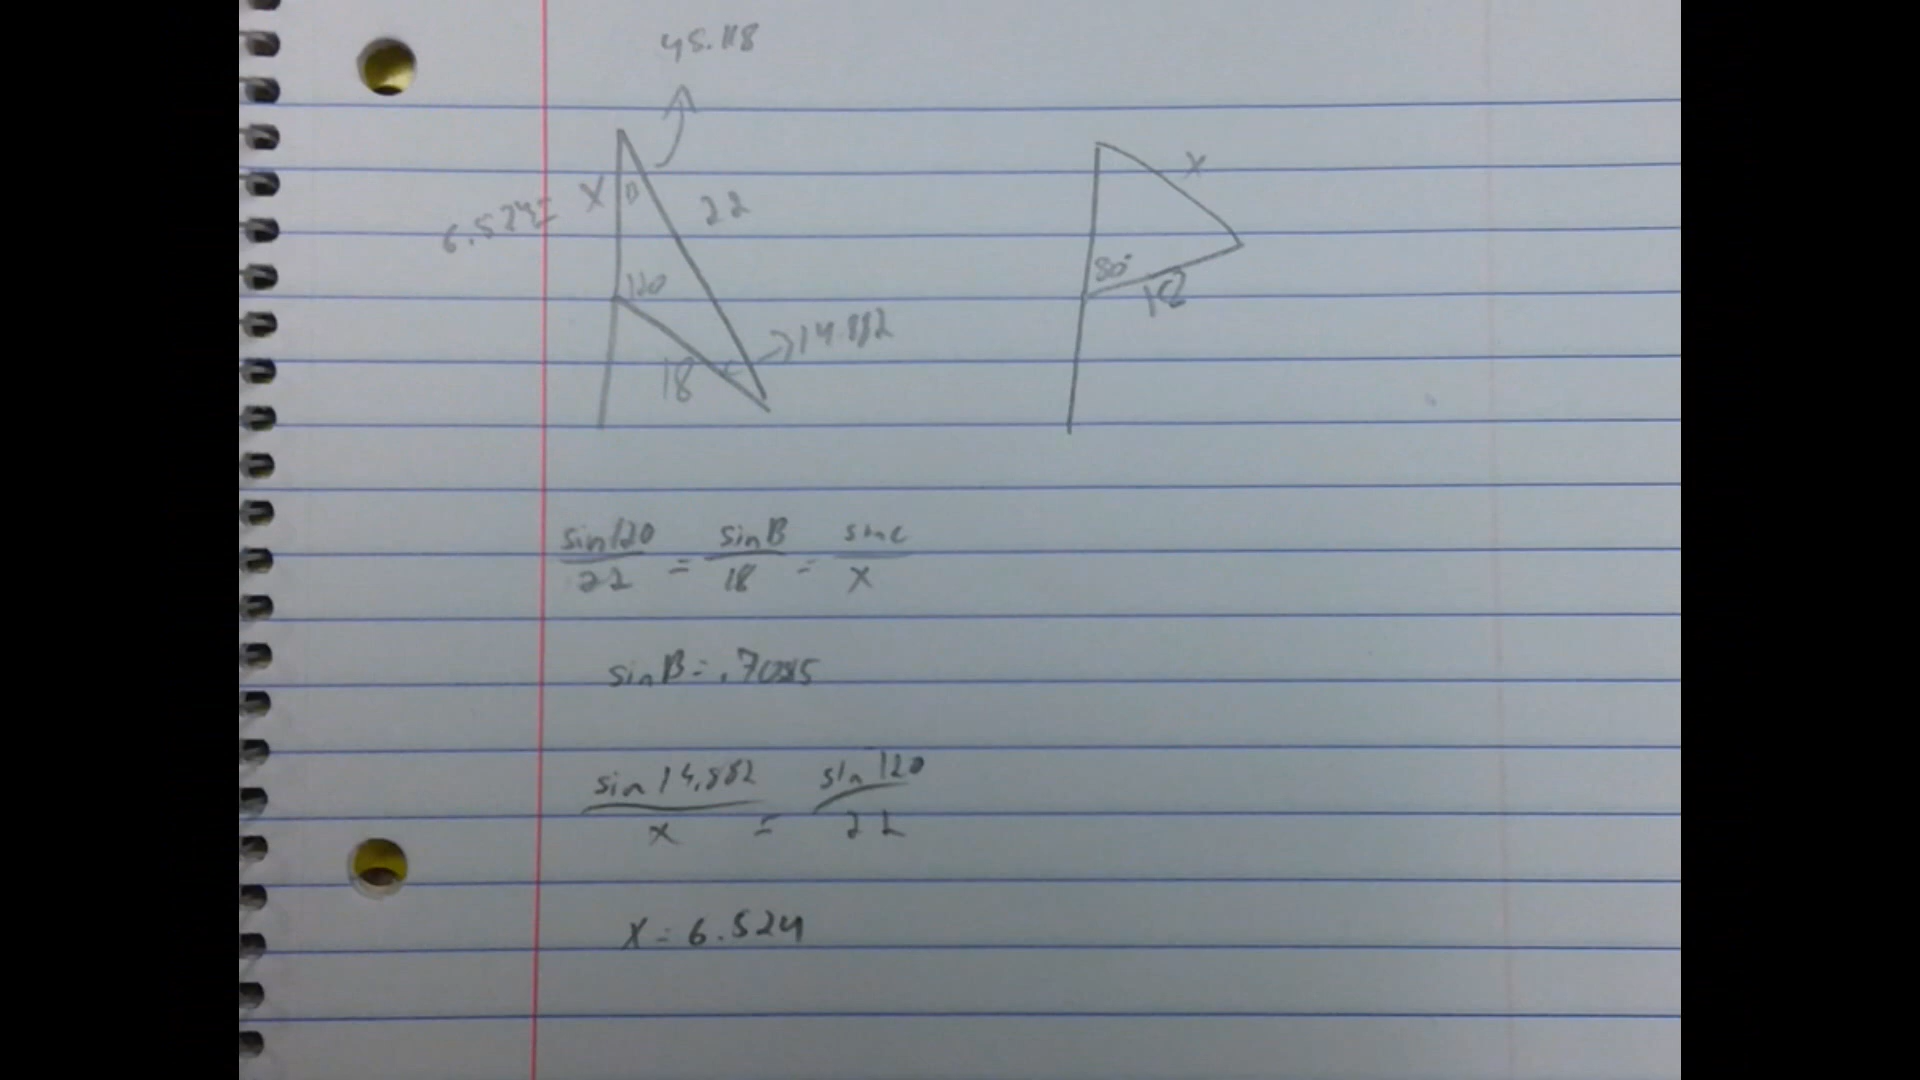 45.118
x
x
B
22
6.524=
120
80°
18
14.882
18
sin120 / 22 = sinB / 18 = sinc / x
sinB = .7085
sin14.882 / x = sin120 / 22
x = 6.524